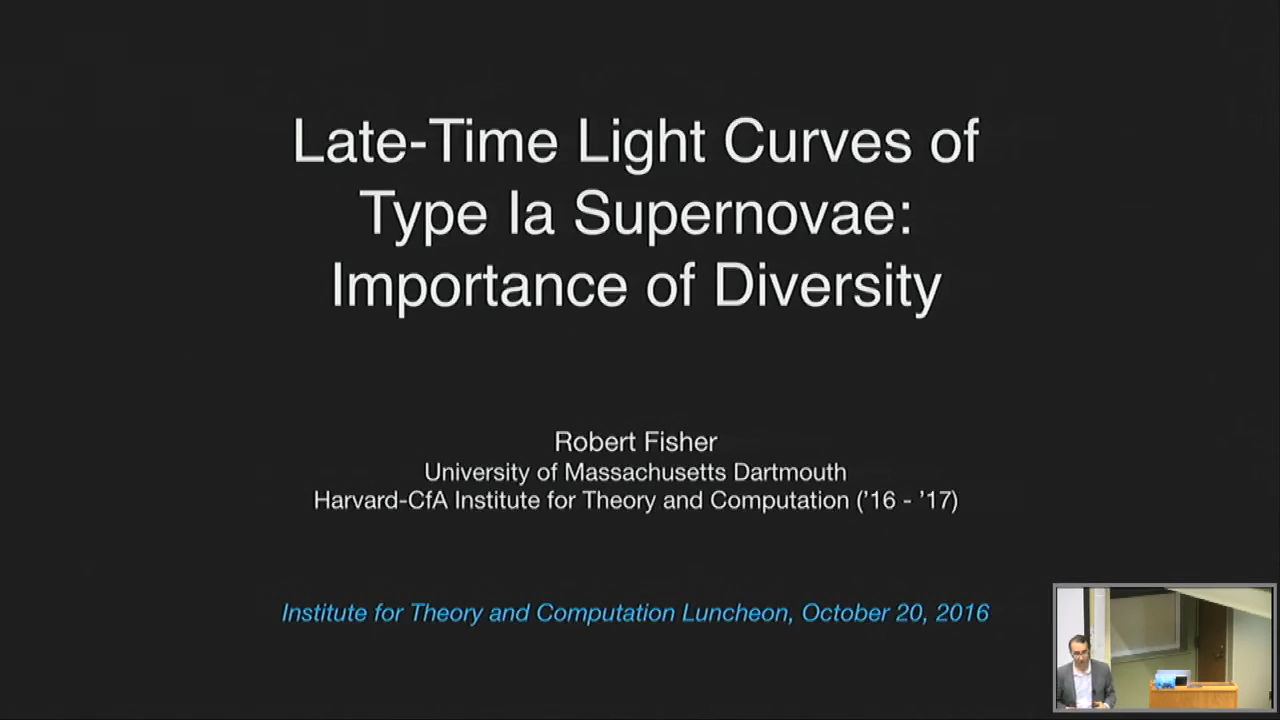 Late-Time Light Curves of
Type Ia Supernovae:
Importance of Diversity
Robert Fisher
University of Massachusetts Dartmouth
Harvard-CfA Institute for Theory and Computation (’16 - ’17)
Institute for Theory and Computation Luncheon, October 20, 2016